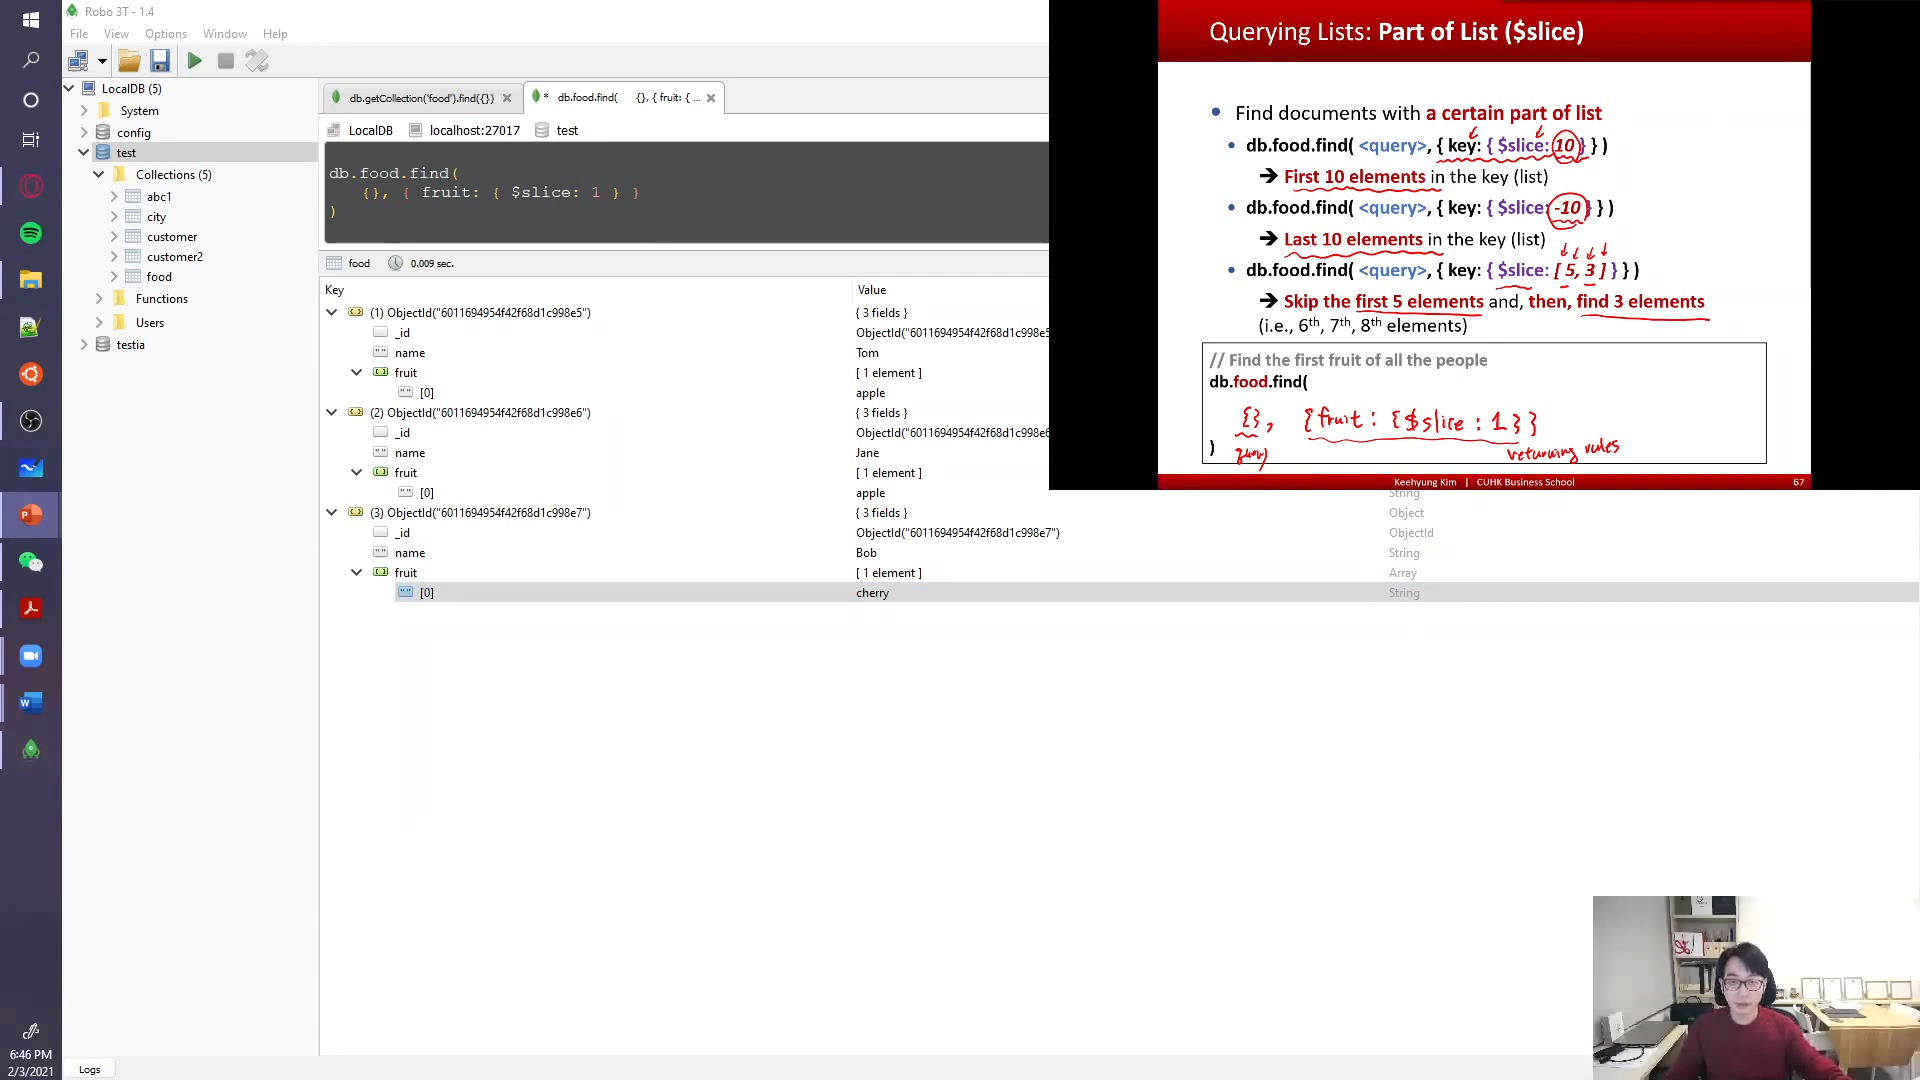 Robo 3T - 1.4
File View Options Window Help
LocalDB (5)
System
config
test
Collections (5)
abc1
city
customer
customer2
food
Functions
Users
testia
db.getCollection('food').find({})
* db.food.find( {}, { fruit: { ...
LocalDB localhost:27017 test
db.food.find(
{}, { fruit: { $slice: 1 } }
)
food 0.009 sec.
Key Value
(1) ObjectId("6011694954f42f68d1c998e5") { 3 fields }
_id ObjectId("6011694954f42f68d1c998e5
name Tom
fruit [ 1 element ]
[0] apple
(2) ObjectId("6011694954f42f68d1c998e6") { 3 fields }
_id ObjectId("6011694954f42f68d1c998e6
name Jane
fruit [ 1 element ]
[0] apple String
(3) ObjectId("6011694954f42f68d1c998e7") { 3 fields } Object
_id ObjectId("6011694954f42f68d1c998e7") ObjectId
name Bob String
fruit [ 1 element ] Array
[0] cherry String
Logs
6:46 PM
2/3/2021
Querying Lists: Part of List ($slice)
• Find documents with a certain part of list
• db.food.find( <query>, { key: { $slice: 10 } } )
➔ First 10 elements in the key (list)
• db.food.find( <query>, { key: { $slice: -10 } } )
➔ Last 10 elements in the key (list)
• db.food.find( <query>, { key: { $slice: [ 5, 3 ] } } )
➔ Skip the first 5 elements and, then, find 3 elements
(i.e., 6th, 7th, 8th elements)
// Find the first fruit of all the people
db.food.find(
{}, {fruit : {$slice : 1}}
)
query returning rules
Keehyung Kim | CUHK Business School 67